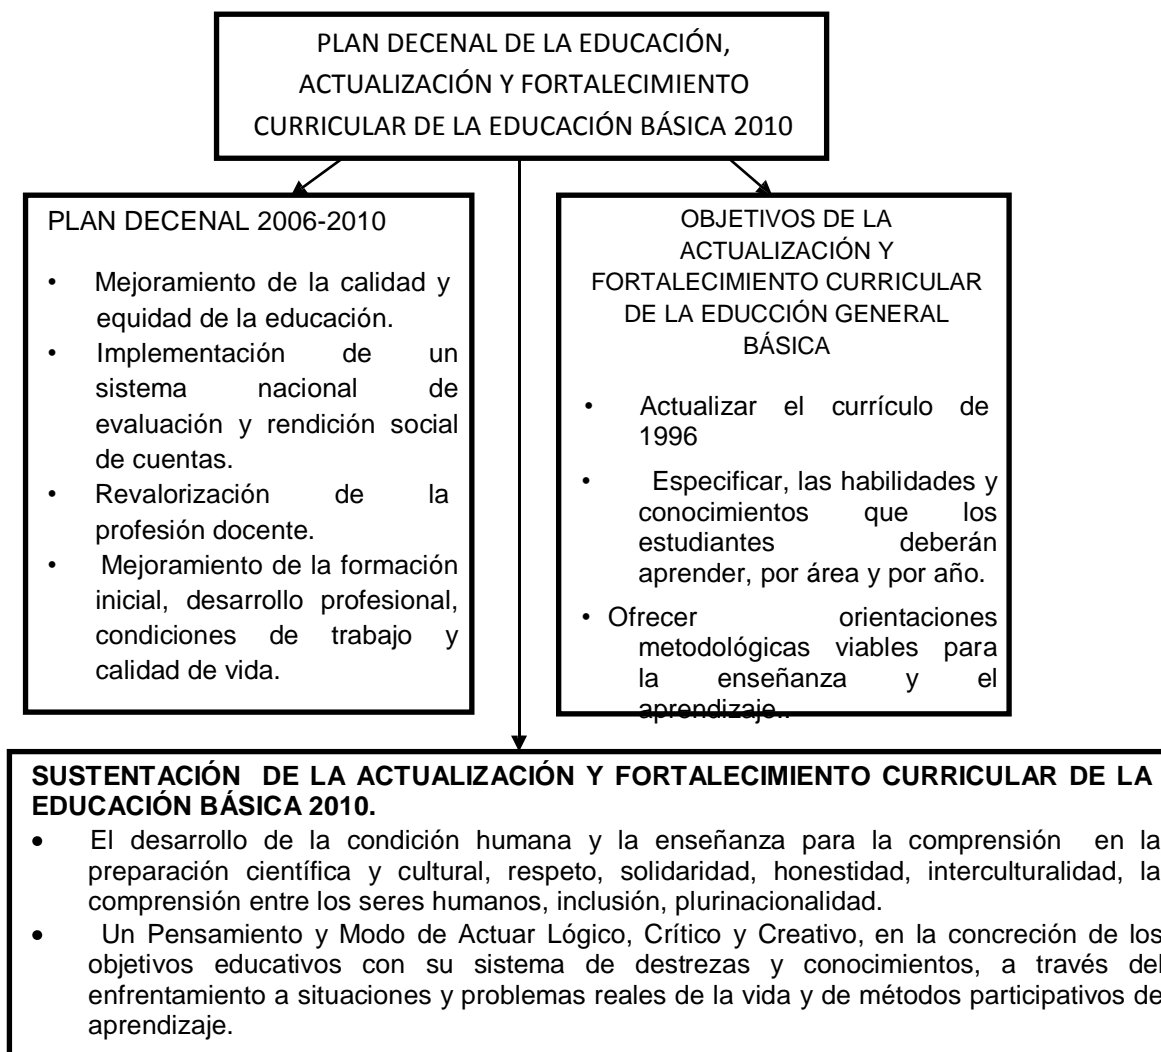 PLAN DECENAL DE LA EDUCACIÓN,
ACTUALIZACIÓN Y FORTALECIMIENTO
CURRICULAR DE LA EDUCACIÓN BÁSICA 2010
PLAN DECENAL 2006-2010
• Mejoramiento de la calidad y
equidad de la educación.
• Implementación de un
sistema nacional de
evaluación y rendición social
de cuentas.
• Revalorización de la
profesión docente.
• Mejoramiento de la formación
inicial, desarrollo profesional,
condiciones de trabajo y
calidad de vida.
OBJETIVOS DE LA
ACTUALIZACIÓN Y
FORTALECIMIENTO CURRICULAR
DE LA EDUCCIÓN GENERAL
BÁSICA
• Actualizar el currículo de
1996
• Especificar, las habilidades y
conocimientos que los
estudiantes deberán
aprender, por área y por año.
• Ofrecer orientaciones
metodológicas viables para
la enseñanza y el
aprendizaje..
SUSTENTACIÓN DE LA ACTUALIZACIÓN Y FORTALECIMIENTO CURRICULAR DE LA
EDUCACIÓN BÁSICA 2010.
• El desarrollo de la condición humana y la enseñanza para la comprensión en la
preparación científica y cultural, respeto, solidaridad, honestidad, interculturalidad, la
comprensión entre los seres humanos, inclusión, plurinacionalidad.
• Un Pensamiento y Modo de Actuar Lógico, Crítico y Creativo, en la concreción de los
objetivos educativos con su sistema de destrezas y conocimientos, a través del
enfrentamiento a situaciones y problemas reales de la vida y de métodos participativos de
aprendizaje.